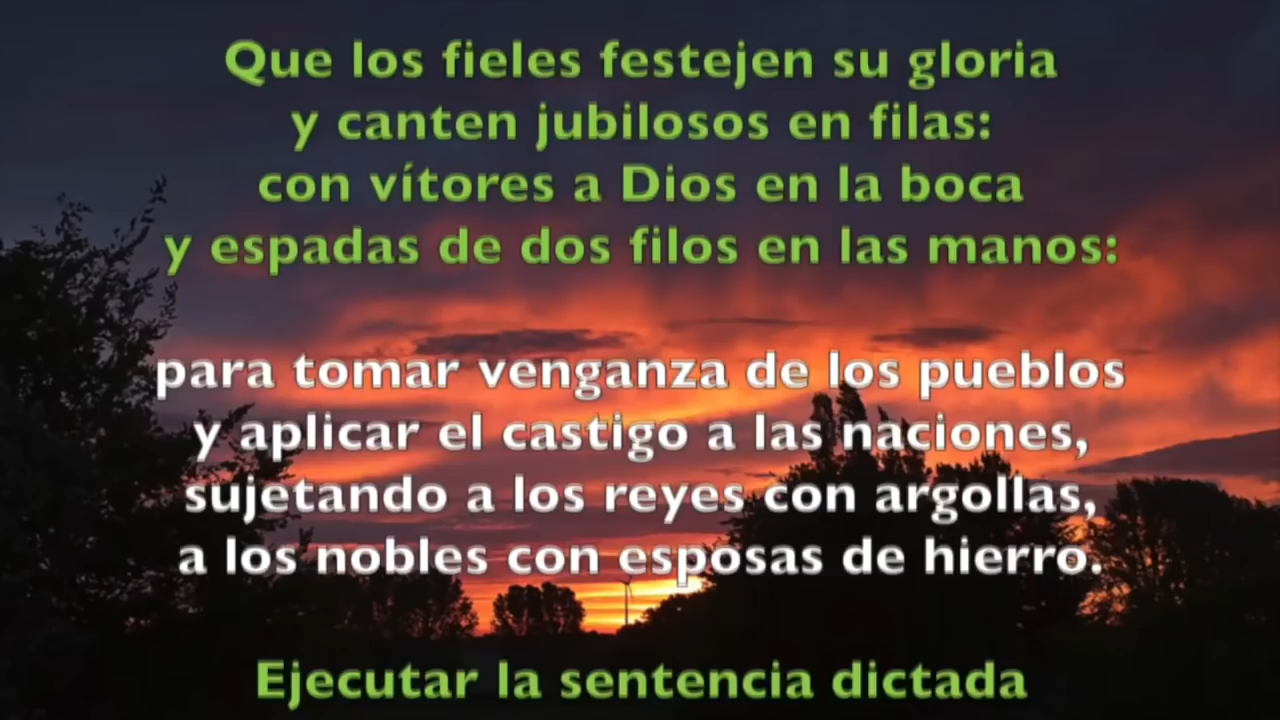 Que los fieles festejen su gloria
y canten jubilosos en filas:
con vítores a Dios en la boca
y espadas de dos filos en las manos:
para tomar venganza de los pueblos
y aplicar el castigo a las naciones,
sujetando a los reyes con argollas,
a los nobles con esposas de hierro.
Ejecutar la sentencia dictada